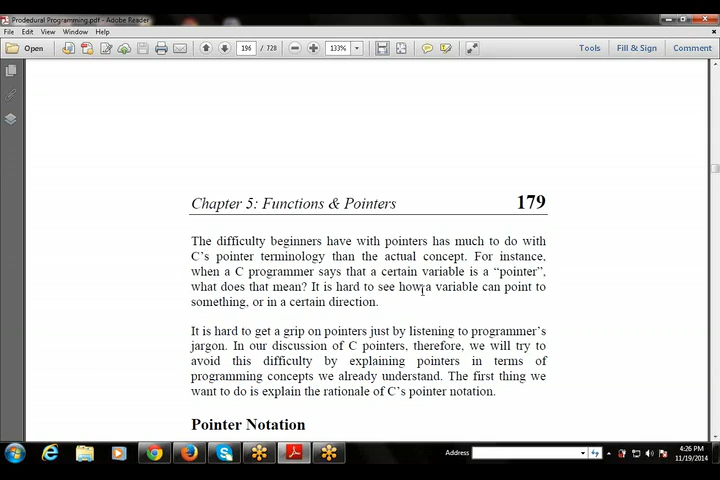 Prodedural Programming.pdf - Adobe Reader
File Edit View Window Help
Open 196 / 728 133% Tools Fill & Sign Comment
Chapter 5: Functions & Pointers 179
The difficulty beginners have with pointers has much to do with
C's pointer terminology than the actual concept. For instance,
when a C programmer says that a certain variable is a "pointer",
what does that mean? It is hard to see how a variable can point to
something, or in a certain direction.
It is hard to get a grip on pointers just by listening to programmer's
jargon. In our discussion of C pointers, therefore, we will try to
avoid this difficulty by explaining pointers in terms of
programming concepts we already understand. The first thing we
want to do is explain the rationale of C's pointer notation.
Pointer Notation
Address
4:26 PM
11/19/2014